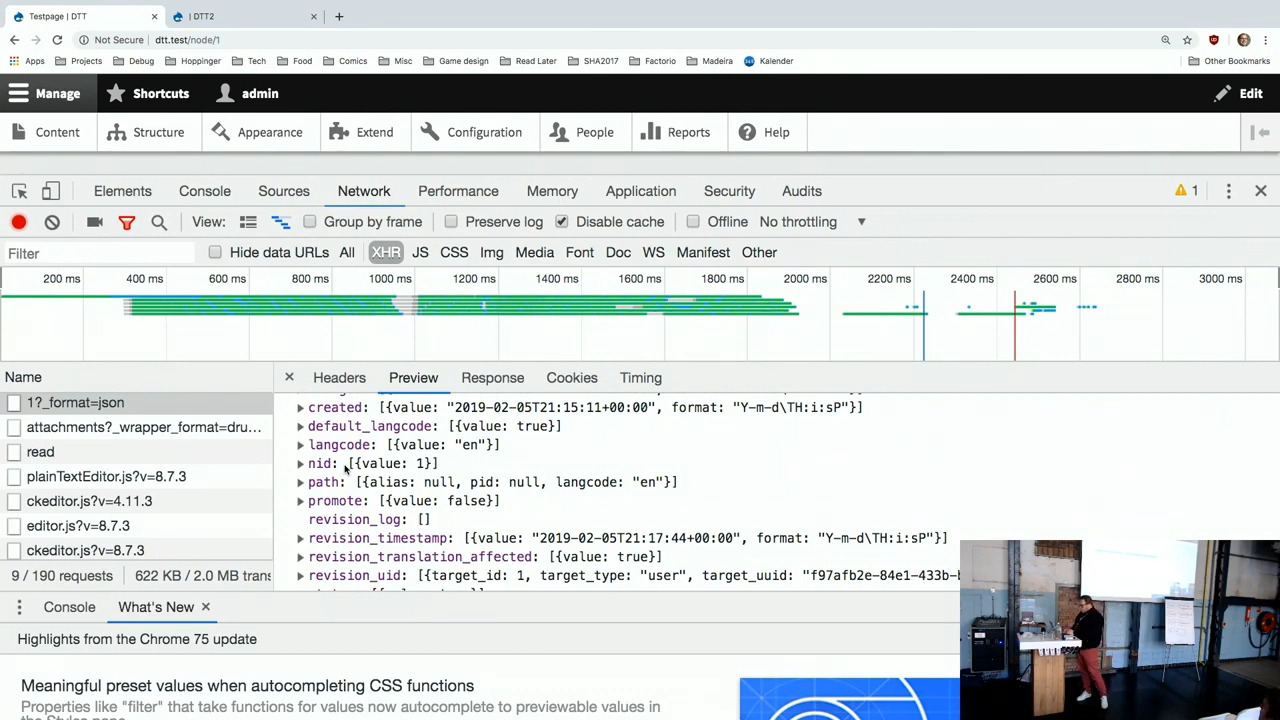 Testpage | DTT
| DTT2
Not Secure dtt.test/node/1
Apps Projects Debug Hoppinger Tech Food Comics Misc Game design Read Later SHA2017 Factorio Madeira Kalender Other Bookmarks
Manage Shortcuts admin Edit
Content Structure Appearance Extend Configuration People Reports Help
Elements Console Sources Network Performance Memory Application Security Audits 1
View: Group by frame Preserve log Disable cache Offline No throttling
Filter Hide data URLs All XHR JS CSS Img Media Font Doc WS Manifest Other
200 ms 400 ms 600 ms 800 ms 1000 ms 1200 ms 1400 ms 1600 ms 1800 ms 2000 ms 2200 ms 2400 ms 2600 ms 2800 ms 3000 ms
Name Headers Preview Response Cookies Timing
1?_format=json
attachments?_wrapper_format=dru…
read
plainTextEditor.js?v=8.7.3
ckeditor.js?v=4.11.3
editor.js?v=8.7.3
ckeditor.js?v=8.7.3
9 / 190 requests 622 KB / 2.0 MB trans
created: [{value: "2019-02-05T21:15:11+00:00", format: "Y-m-d\TH:i:sP"}]
default_langcode: [{value: true}]
langcode: [{value: "en"}]
nid: [{value: 1}]
path: [{alias: null, pid: null, langcode: "en"}]
promote: [{value: false}]
revision_log: []
revision_timestamp: [{value: "2019-02-05T21:17:44+00:00", format: "Y-m-d\TH:i:sP"}]
revision_translation_affected: [{value: true}]
revision_uid: [{target_id: 1, target_type: "user", target_uuid: "f97afb2e-84e1-433b-b
Console What's New
Highlights from the Chrome 75 update
Meaningful preset values when autocompleting CSS functions
Properties like "filter" that take functions for values now autocomplete to previewable values in
the Styles pane